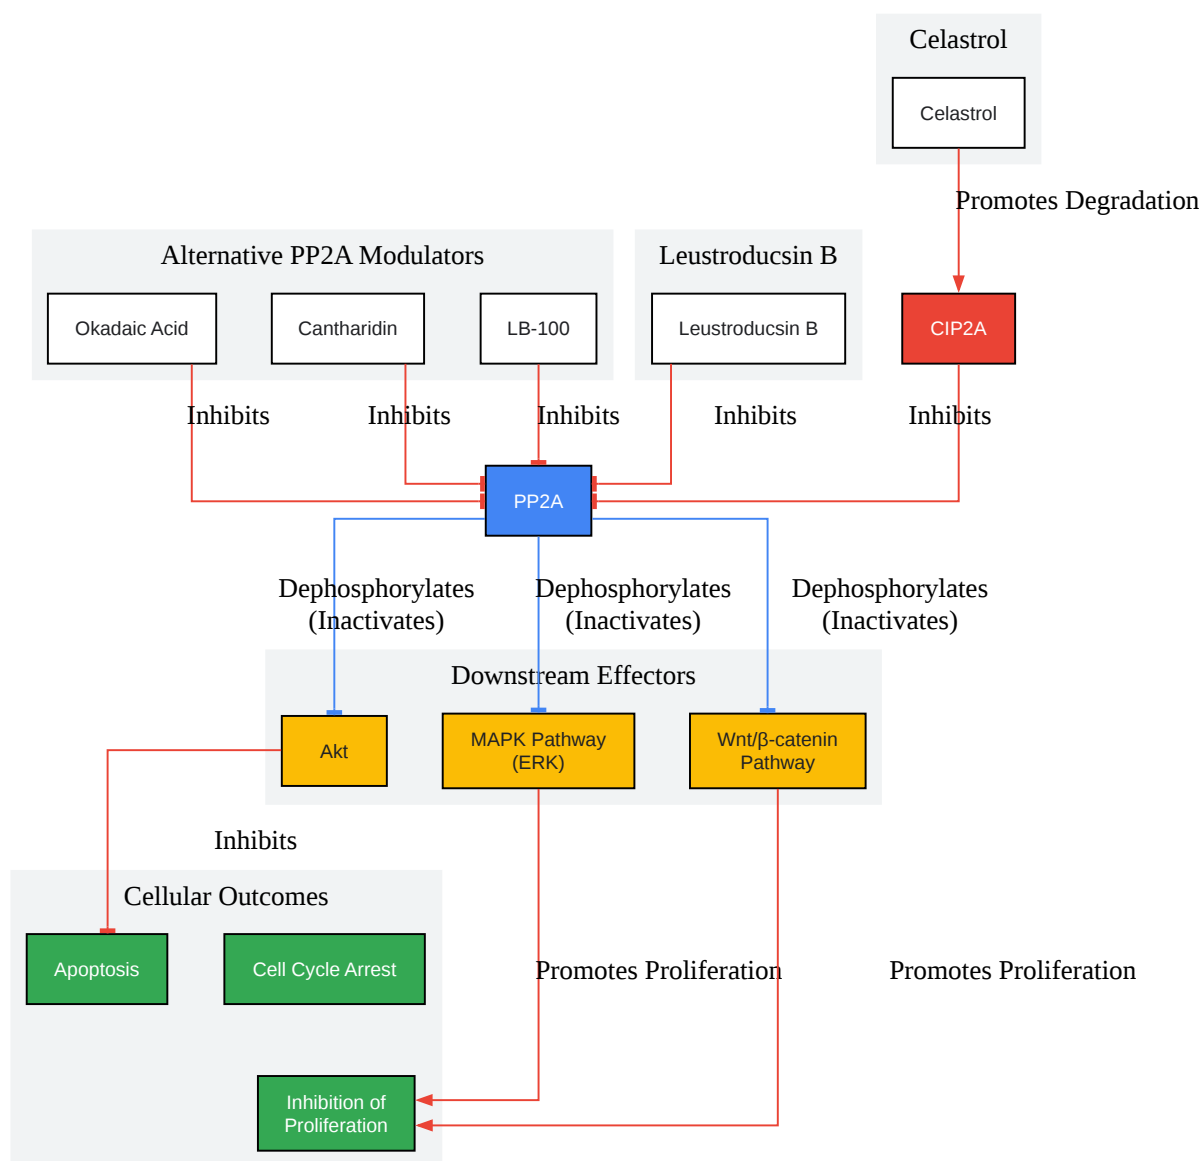 Celastrol
Celastrol
Promotes Degradation
Alternative PP2A Modulators
Leustroducsin B
Okadaic Acid
Cantharidin
LB-100
Leustroducsin B
CIP2A
Inhibits
Inhibits
Inhibits
Inhibits
Inhibits
PP2A
Dephosphorylates
(Inactivates)
Dephosphorylates
(Inactivates)
Dephosphorylates
(Inactivates)
Downstream Effectors
Akt
MAPK Pathway
(ERK)
Wnt/β-catenin
Pathway
Inhibits
Cellular Outcomes
Apoptosis
Cell Cycle Arrest
Promotes Proliferation
Promotes Proliferation
Inhibition of
Proliferation